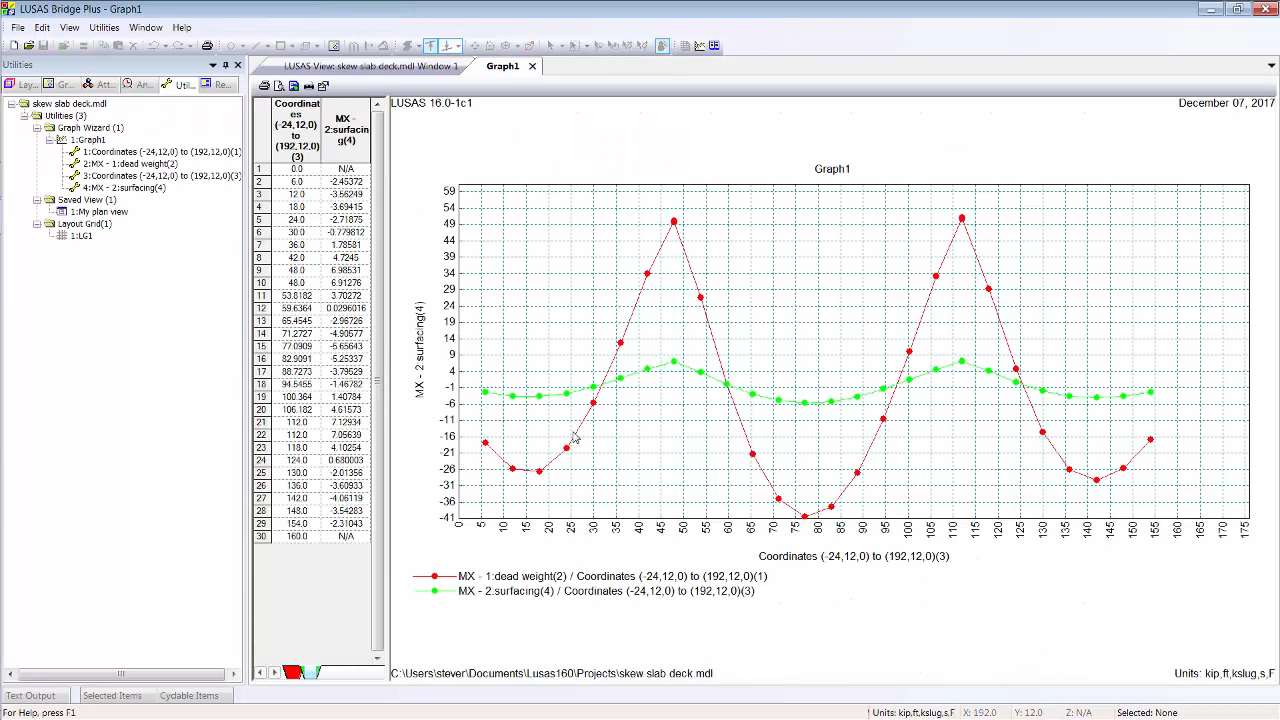 LUSAS Bridge Plus - Graph1
File Edit View Utilities Window Help
Utilities
LUSAS View: skew slab deck.mdl Window 1
Graph1
Lay... Gr... Att... An... Util... Re...
skew slab deck.mdl
Utilities (3)
Graph Wizard (1)
1:Graph1
1:Coordinates (-24,12,0) to (192,12,0)(1)
2:MX - 1:dead weight(2)
3:Coordinates (-24,12,0) to (192,12,0)(3)
4:MX - 2:surfacing(4)
Saved View (1)
1:My plan view
Layout Grid(1)
1:LG1
Coordinat
es
(-24,12,0)
to
(192,12,0)
(3)
MX -
2:surfacin
g(4)
1 0.0 N/A
2 6.0 -2.45372
3 12.0 -3.56249
4 18.0 -3.69415
5 24.0 -2.71875
6 30.0 -0.779812
7 36.0 1.78581
8 42.0 4.7245
9 48.0 6.98531
10 48.0 6.91276
11 53.8182 3.70272
12 59.6364 0.0296016
13 65.4545 -2.96726
14 71.2727 -4.90577
15 77.0909 -5.65643
16 82.9091 -5.25337
17 88.7273 -3.79529
18 94.5455 -1.46782
19 100.364 1.40784
20 106.182 4.61573
21 112.0 7.12934
22 112.0 7.05639
23 118.0 4.10254
24 124.0 0.680003
25 130.0 -2.01356
26 136.0 -3.60933
27 142.0 -4.06119
28 148.0 -3.54283
29 154.0 -2.31043
30 160.0 N/A
LUSAS 16.0-1c1
December 07, 2017
Graph1
MX - 2:surfacing(4)
59
54
49
44
39
34
29
24
19
14
9
4
-1
-6
-11
-16
-21
-26
-31
-36
-41
0 5 10 15 20 25 30 35 40 45 50 55 60 65 70 75 80 85 90 95 100 105 110 115 120 125 130 135 140 145 150 155 160 165 170 175
Coordinates (-24,12,0) to (192,12,0)(3)
MX - 1:dead weight(2) / Coordinates (-24,12,0) to (192,12,0)(1)
MX - 2:surfacing(4) / Coordinates (-24,12,0) to (192,12,0)(3)
C:\Users\stever\Documents\Lusas160\Projects\skew slab deck.mdl
Units: kip,ft,kslug,s,F
Text Output Selected Items Cyclable Items
For Help, press F1
Units: kip,ft,kslug,s,F X: 192.0 Y: 12.0 Z: N/A Selected: None